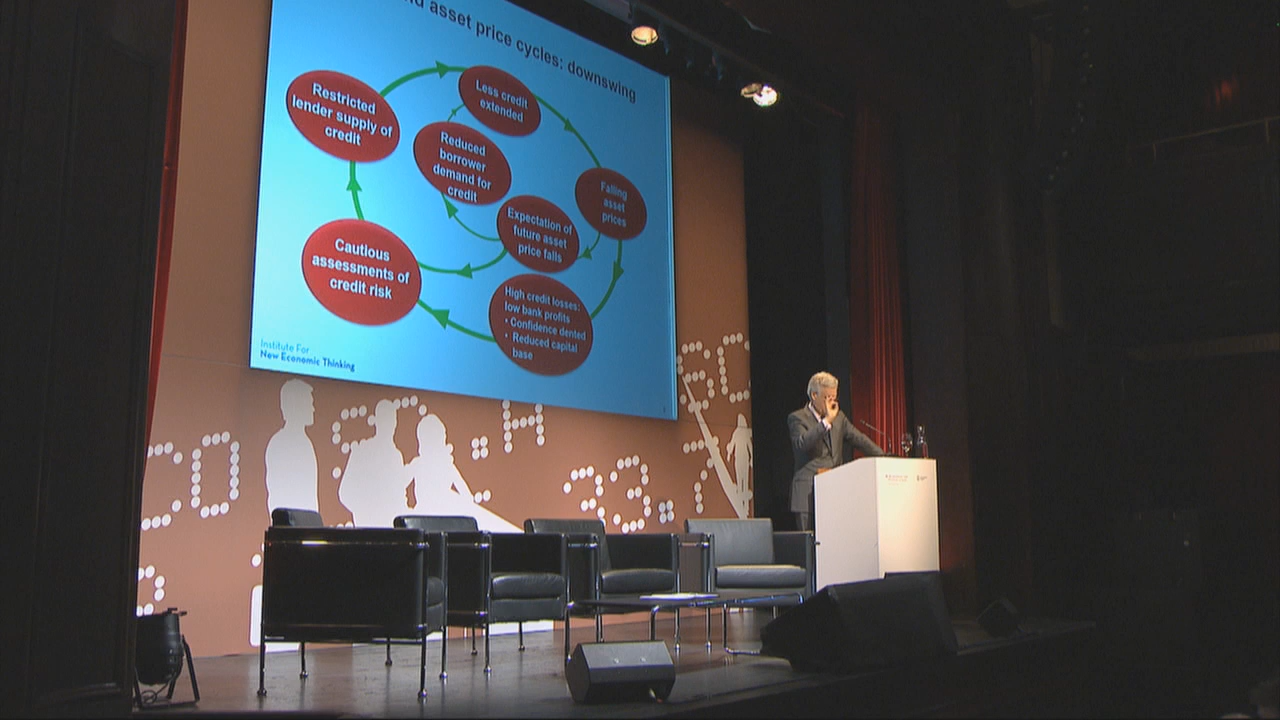 nd asset price cycles: downswing
Restricted
lender supply of
credit
Less credit
extended
Reduced
borrower
demand for
credit
Falling
asset
prices
Expectation of
future asset
price falls
Cautious
assessments of
credit risk
High credit losses:
low bank profits
• Confidence dented
• Reduced capital
base
Institute For
New Economic Thinking